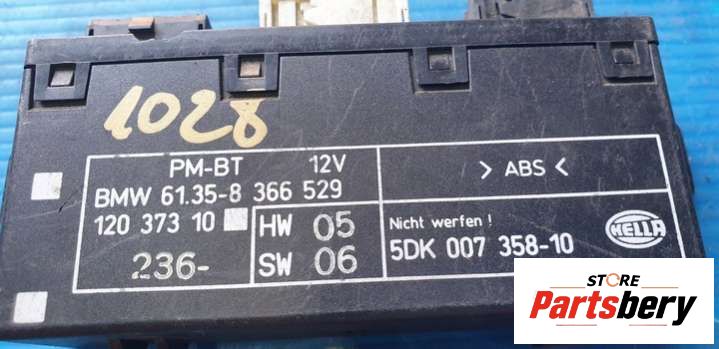 1028
PM-BT 12V
BMW 61.35-8 366 529
120 373 10
HW 05
236-
SW 06
> ABS <
Nicht werfen !
5DK 007 358-10
HELLA
STORE
Partsbery